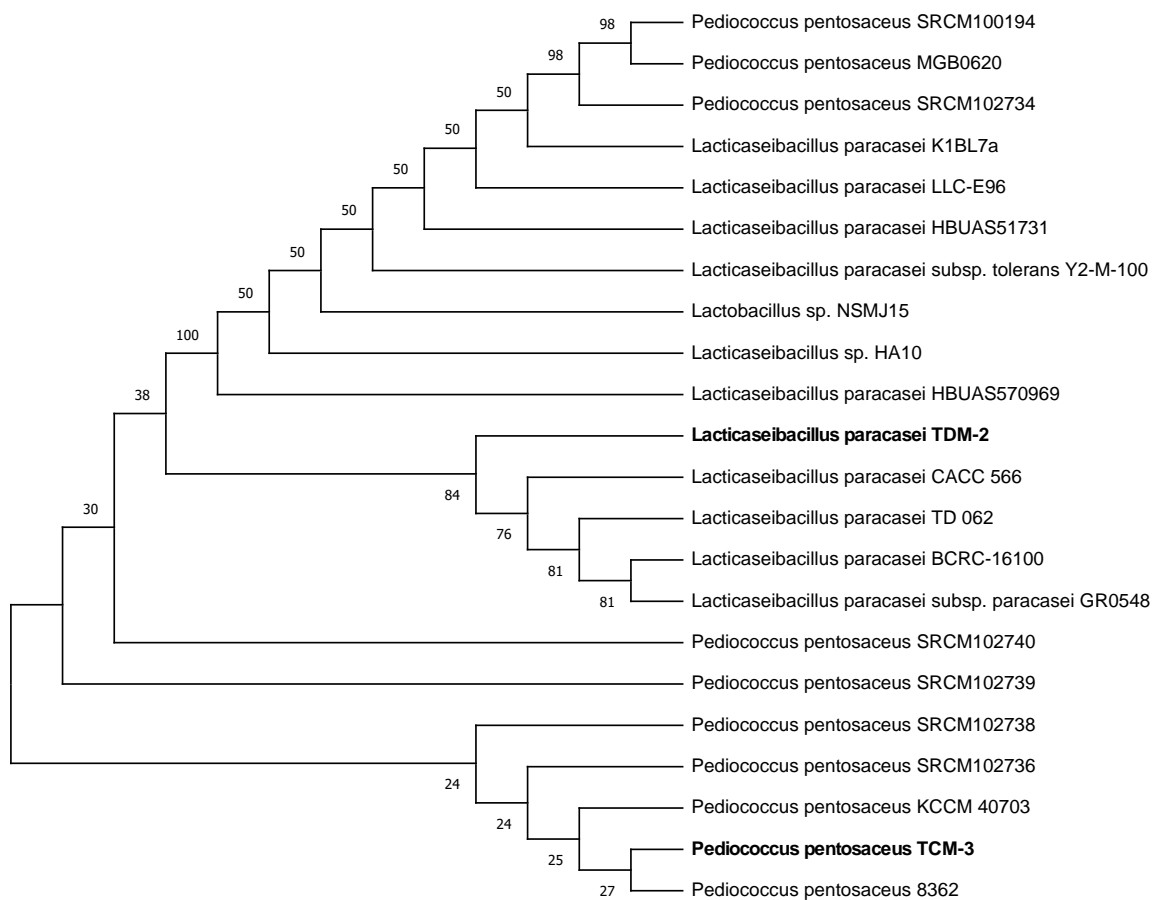 Pediococcus pentosaceus SRCM100194
98
Pediococcus pentosaceus MGB0620
98
Pediococcus pentosaceus SRCM102734
50
Lacticaseibacillus paracasei K1BL7a
50
Lacticaseibacillus paracasei LLC-E96
50
Lacticaseibacillus paracasei HBUAS51731
50
Lacticaseibacillus paracasei subsp. tolerans Y2-M-100
50
Lactobacillus sp. NSMJ15
50
Lacticaseibacillus sp. HA10
100
Lacticaseibacillus paracasei HBUAS570969
38
Lacticaseibacillus paracasei TDM-2
Lacticaseibacillus paracasei CACC 566
84
Lacticaseibacillus paracasei TD 062
30
76
Lacticaseibacillus paracasei BCRC-16100
81
Lacticaseibacillus paracasei subsp. paracasei GR0548
81
Pediococcus pentosaceus SRCM102740
Pediococcus pentosaceus SRCM102739
Pediococcus pentosaceus SRCM102738
Pediococcus pentosaceus SRCM102736
24
Pediococcus pentosaceus KCCM 40703
24
Pediococcus pentosaceus TCM-3
25
Pediococcus pentosaceus 8362
27